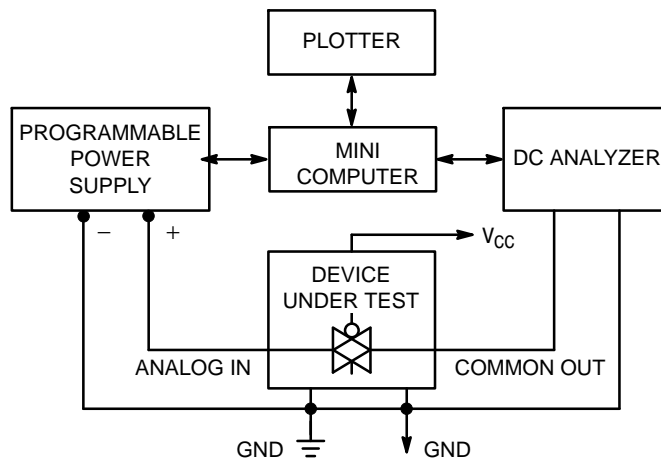 PLOTTER
PROGRAMMABLE
POWER
SUPPLY
MINI
COMPUTER
DC ANALYZER
− +
VCC
DEVICE
UNDER TEST
ANALOG IN
COMMON OUT
GND
GND